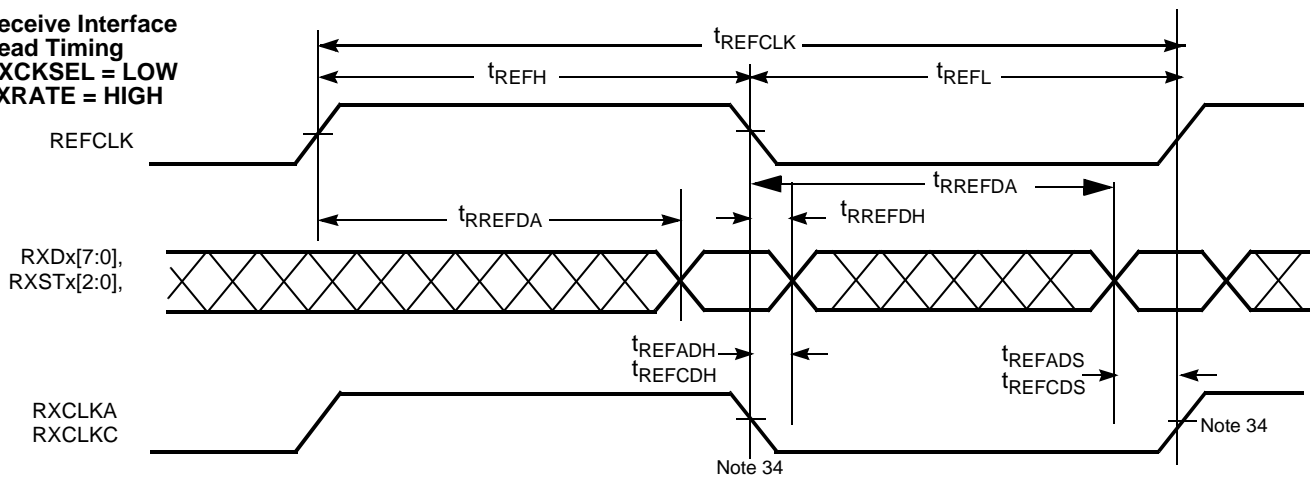 eceive Interface
ead Timing
XCKSEL = LOW
XRATE = HIGH
tREFCLK
tREFH
tREFL
REFCLK
tRREFDA
tRREFDA
tRREFDH
RXDx[7:0],
RXSTx[2:0],
tREFADH
tREFCDH
tREFADS
tREFCDS
RXCLKA
RXCLKC
Note 34
Note 34